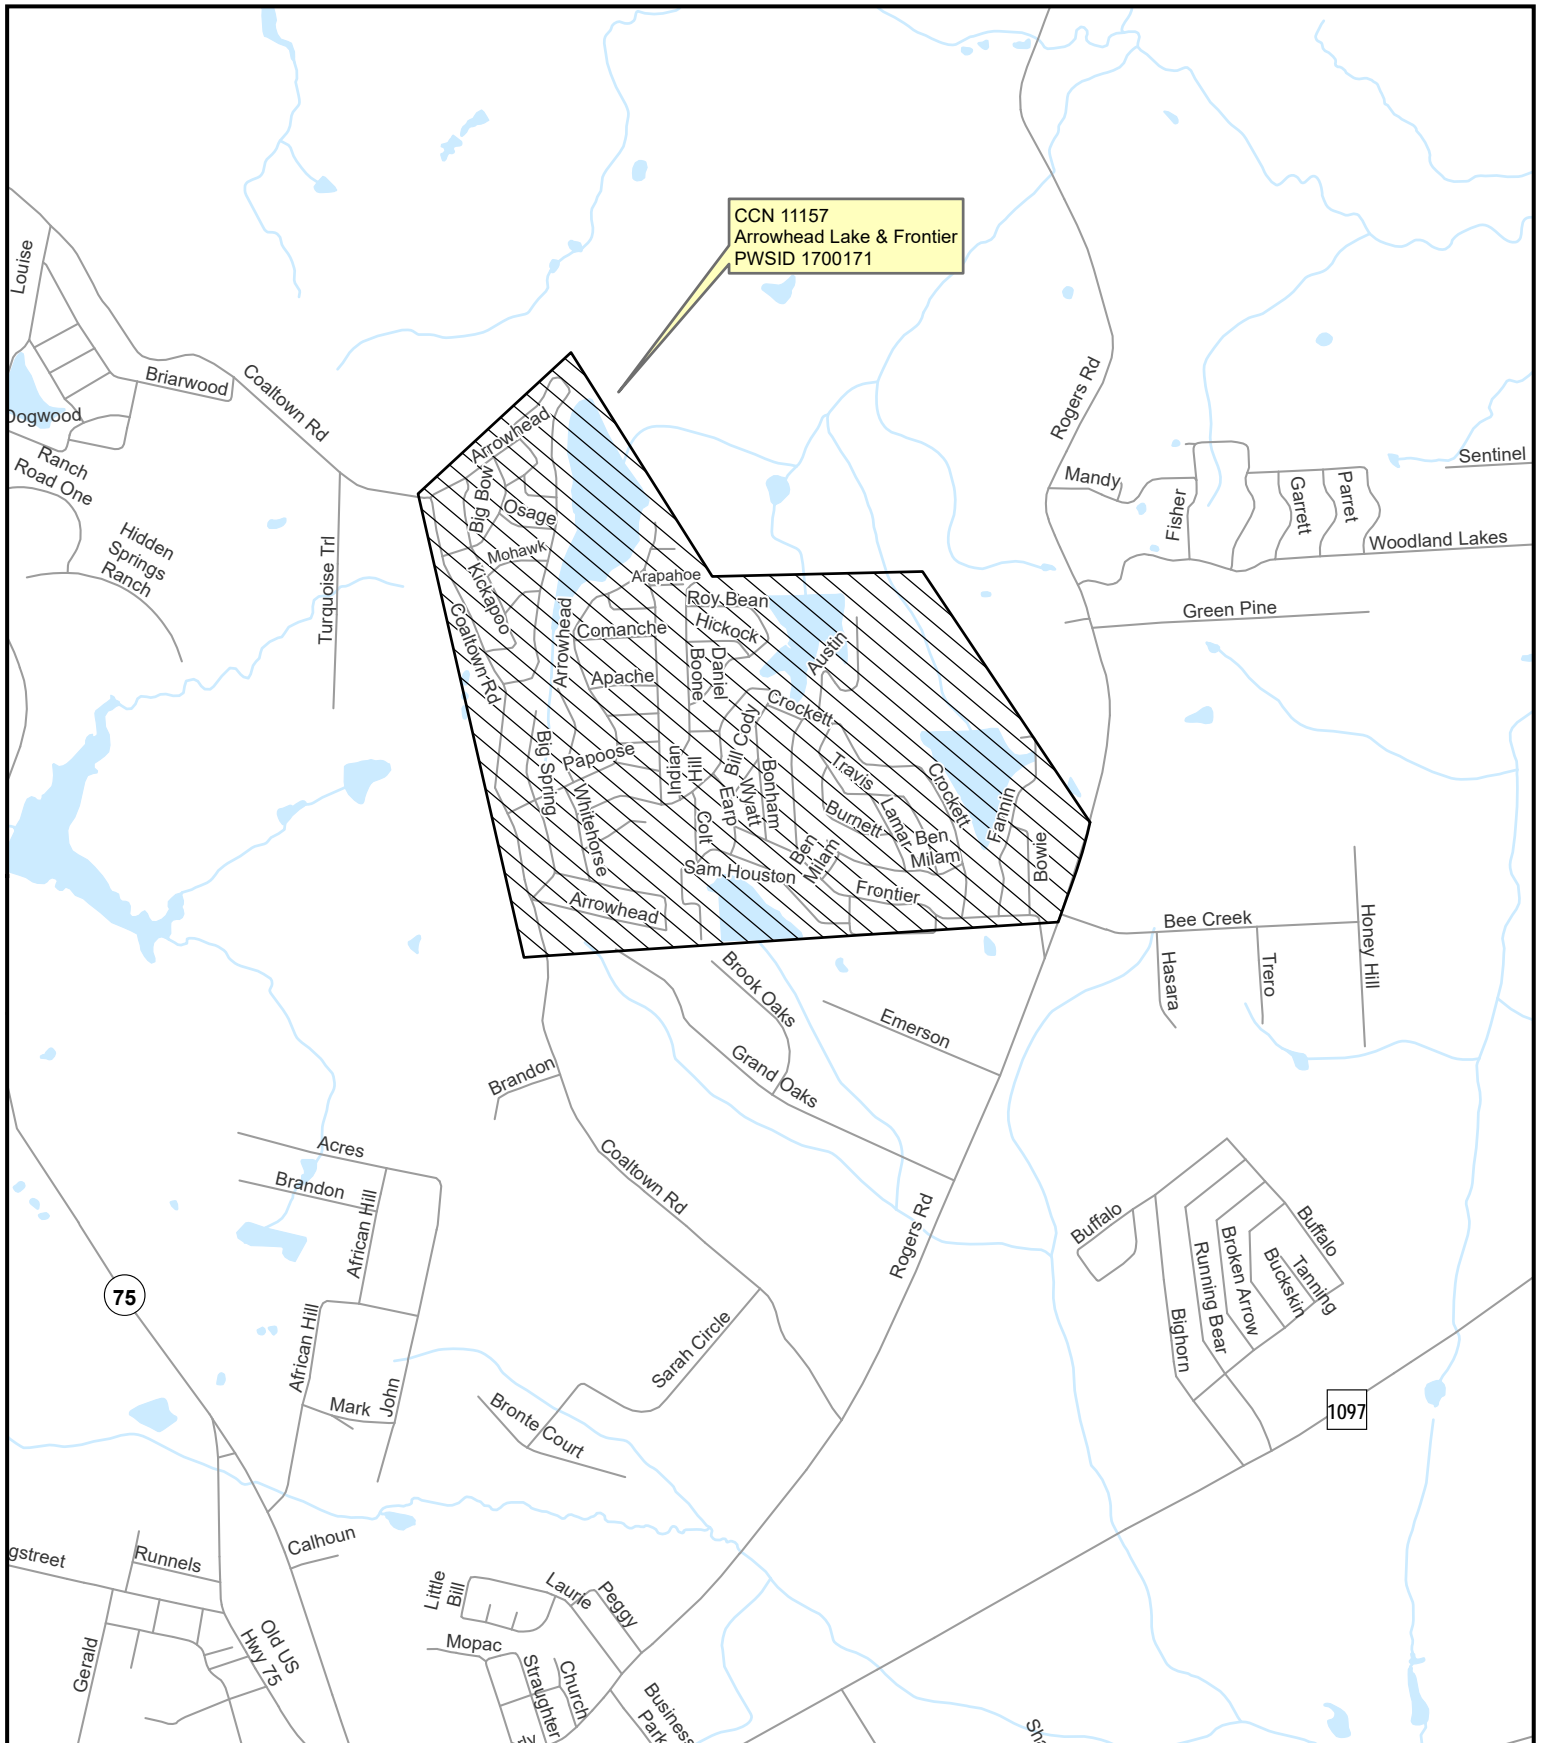 CCN 11157
Arrowhead Lake & Frontier
PWSID 1700171
Louise
Briarwood
Coaltown Rd
Dogwood
Ranch
Road One
Hidden
Springs
Ranch
Turquoise Trl
Rogers Rd
Mandy
Fisher
Garrett
Parret
Sentinel
Woodland Lakes
Green Pine
Arrowhead
Big Bow
Osage
Mohawk
Kickapoo
Coaltown Rd
Arrowhead
Arapahoe
Roy Bean
Hickock
Comanche
Daniel
Boone
Apache
Austin
Crockett
Bill Cody
Big Spring
Papoose
Indian
Hill
Whitehorse
Wyatt
Earp
Bonham
Colt
Travis
Burnett
Lamar
Crockett
Ben
Milam
Ben
Milam
Fannin
Bowie
Sam Houston
Frontier
Arrowhead
Bee Creek
Hasara
Trero
Honey Hill
Brook Oaks
Emerson
Grand Oaks
Brandon
Coaltown Rd
Acres
Brandon
African Hill
Rogers Rd
Buffalo
Buffalo
Tanning
Buckskin
Broken Arrow
Running Bear
Bighorn
75
African Hill
Mark
John
Sarah Circle
Bronte Court
1097
gstreet
Runnels
Calhoun
Little
Bill
Laurie
Peggy
Mopac
Old US
Hwy 75
Gerald
Straughter
Church
Business
Park
Sha